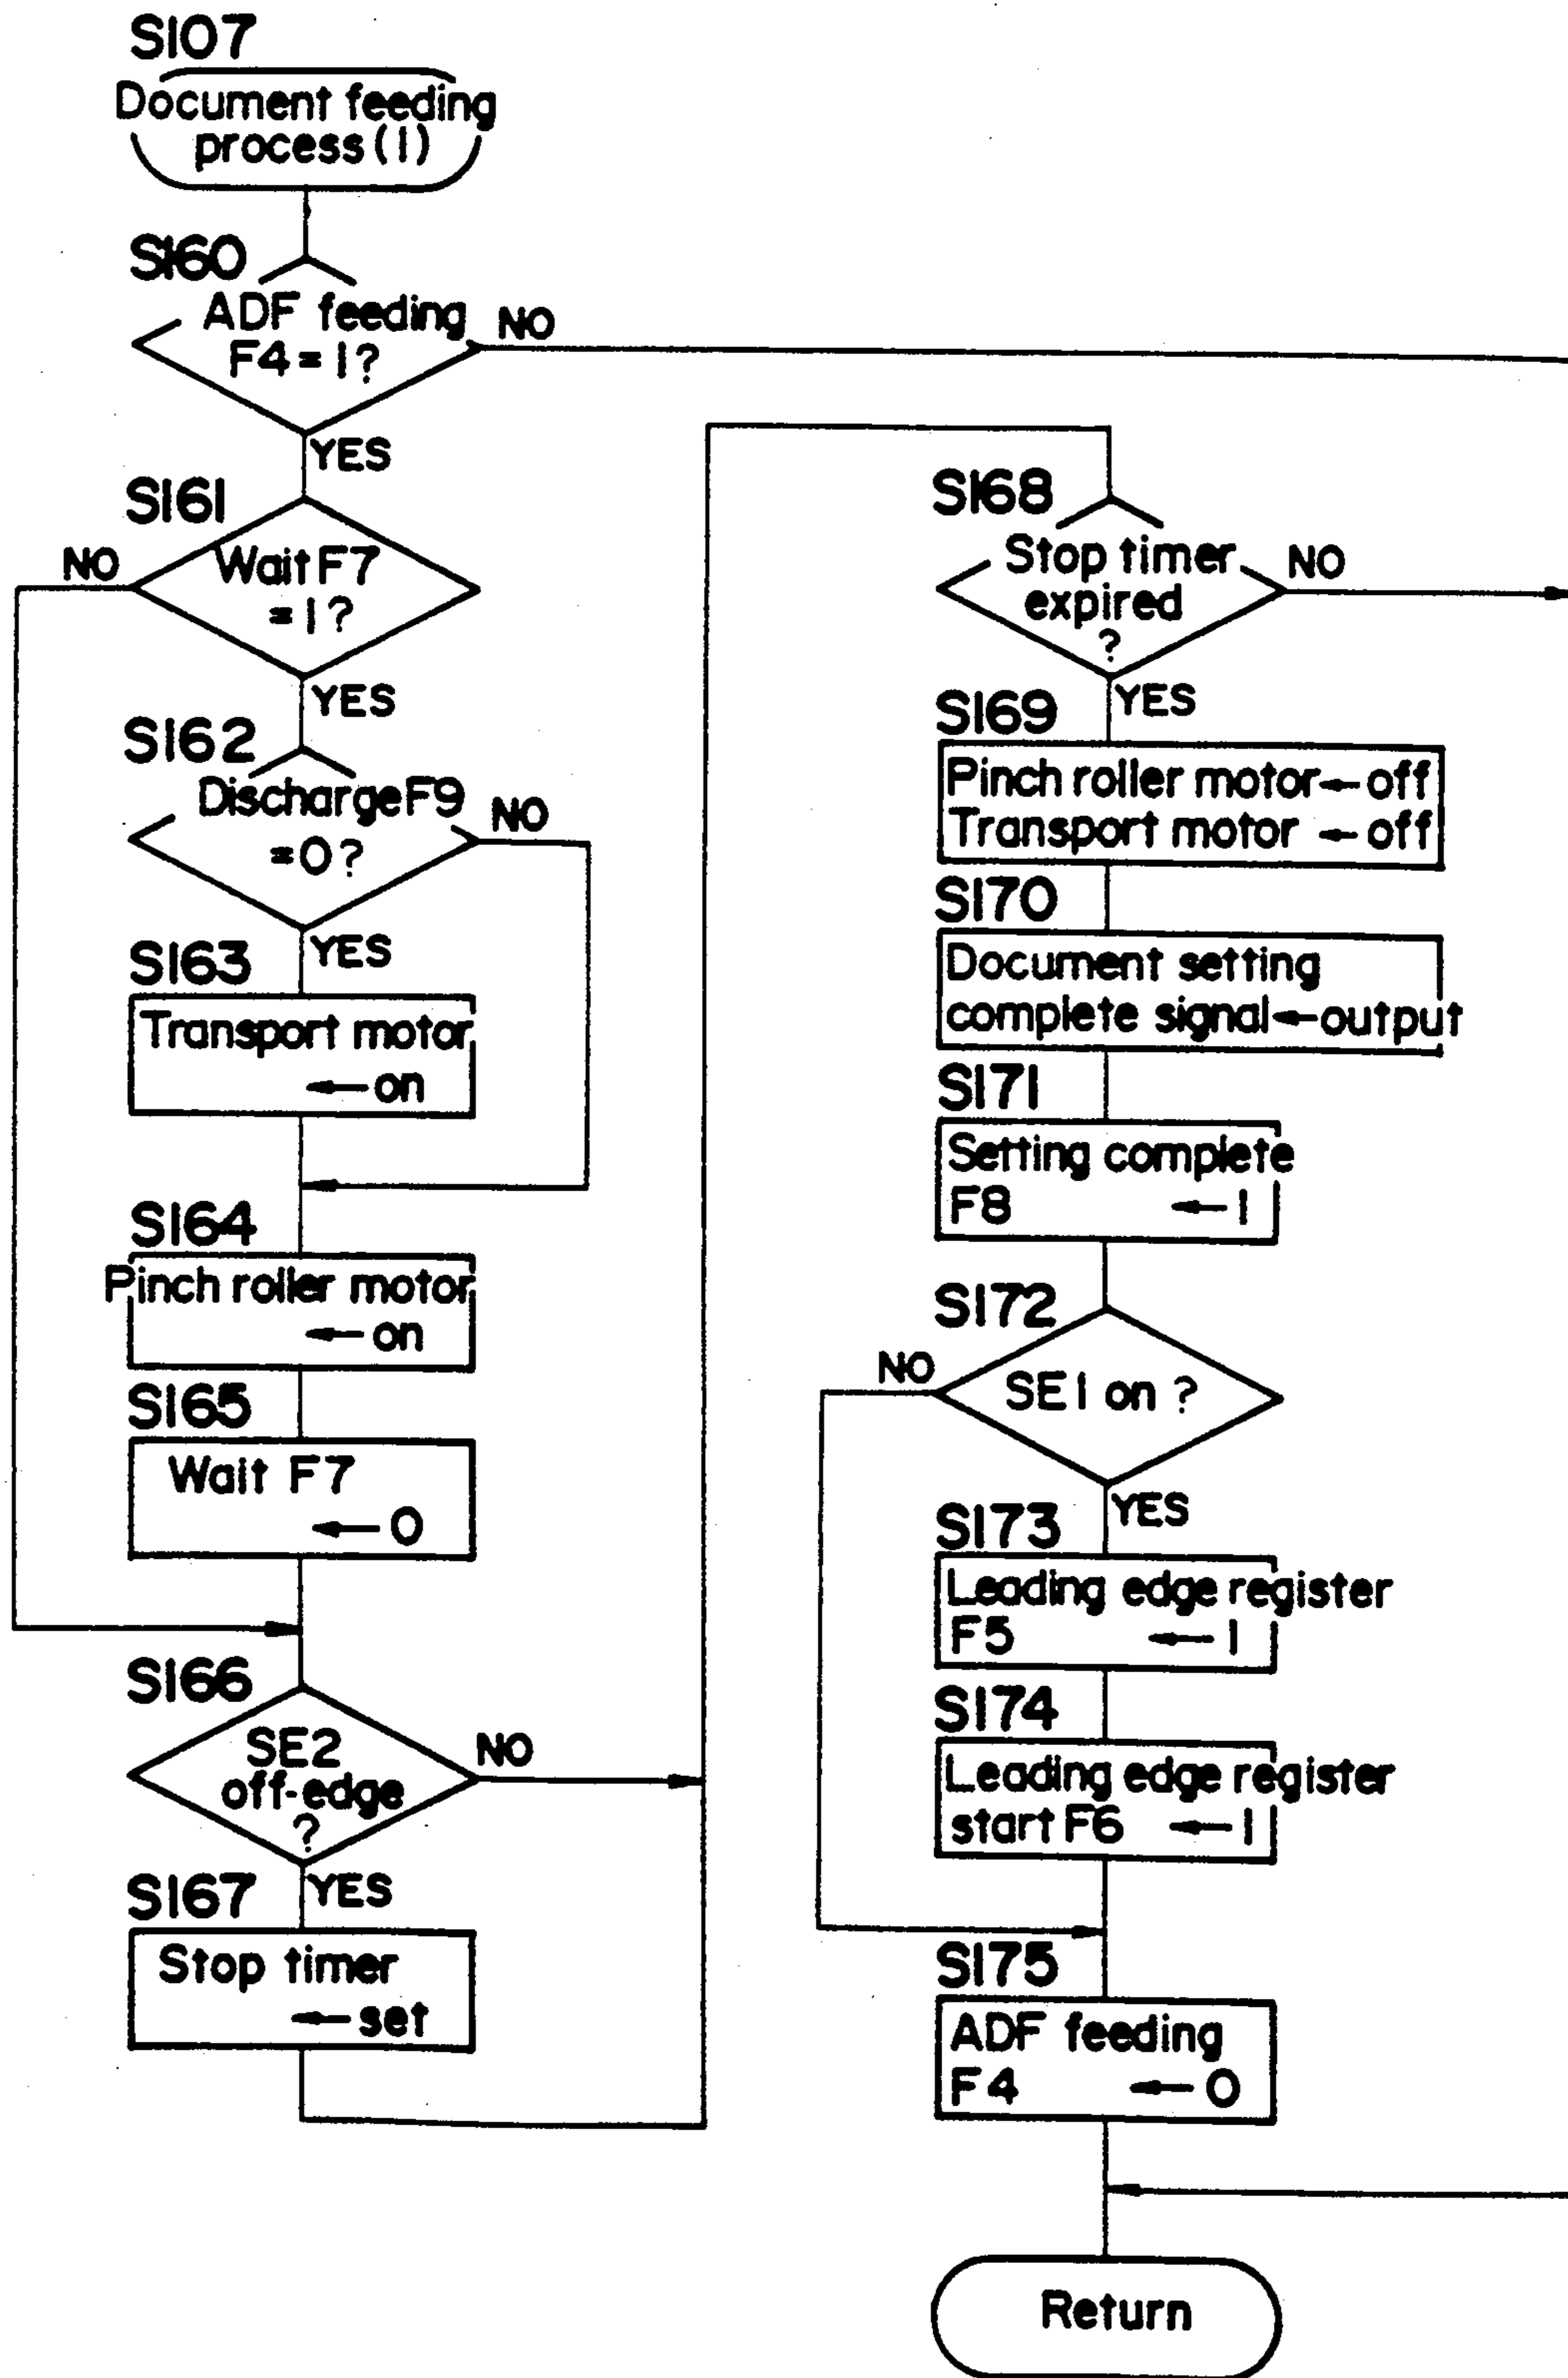 S107
Document feeding
process(1)
S160
ADF feeding
F4=1?
NO
YES
S161
Wait F7
=1?
NO
YES
S162
Discharge F9
=0?
NO
YES
S163
Transport motor
←on
S164
Pinch roller motor
←on
S165
Wait F7
←0
S166
SE2
off-edge
?
NO
YES
S167
Stop timer
←set
S168
Stop timer
expired
?
NO
YES
S169
Pinch roller motor←off
Transport motor ←off
S170
Document setting
complete signal←output
S171
Setting complete
F8 ←1
S172
SE1 on ?
NO
YES
S173
Leading edge register
F5 ←1
S174
Leading edge register
start F6 ←1
S175
ADF feeding
F4 ←0
Return